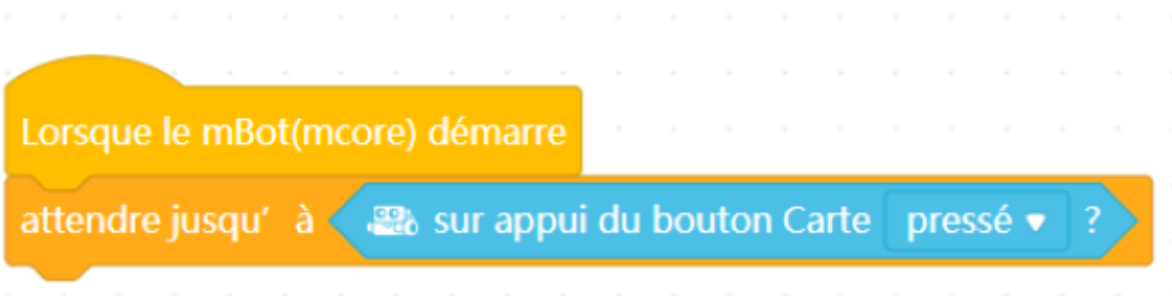 Lorsque le mBot(mcore) démarre
attendre jusqu’ à sur appui du bouton Carte pressé ?